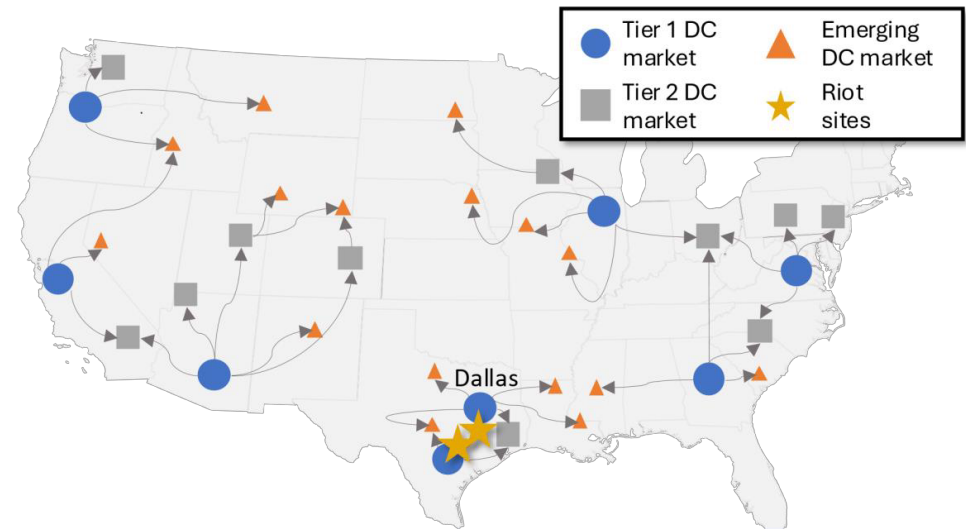 Tier 1 DC
market
Emerging
DC market
Tier 2 DC
market
Riot
sites
Dallas